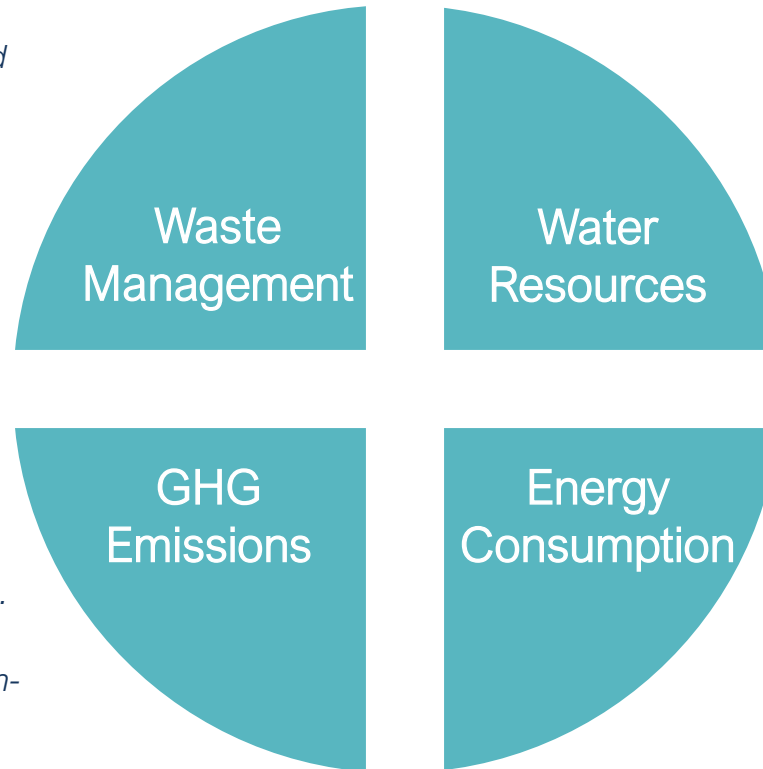 Waste
Management
Water
Resources
GHG
Emissions
Energy
Consumption